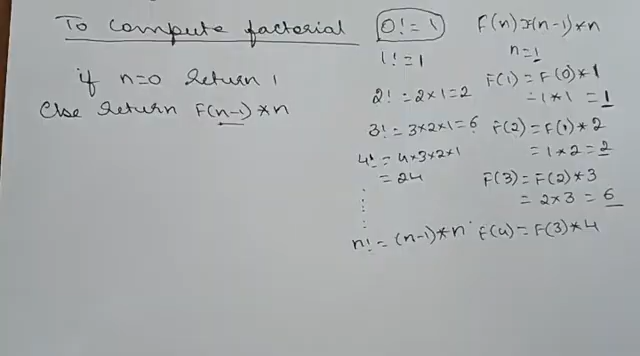 To compute factorial
if n=0 return 1
Else return F(n-1)*n
0! = 1
1! = 1
2! = 2×1=2
3! = 3×2×1=6
4! = 4×3×2×1
= 24
n! = (n-1)*n
F(n)=(n-1)*n
n=1
F(1) = F(0)*1
= 1*1 = 1
F(2) = F(1)*2
= 1*2 = 2
F(3) = F(2)*3
= 2×3 = 6
F(4) = F(3)*4